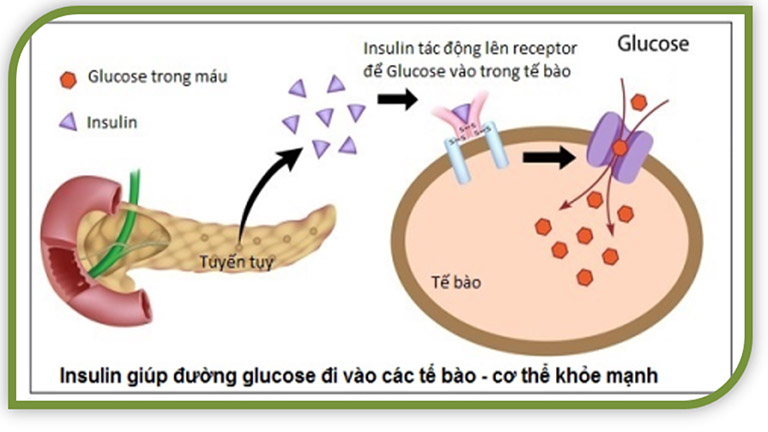 Insulin tác động lên receptor
để Glucose vào trong tế bào
Glucose
Glucose trong máu
Insulin
S-S
S-S
S-S
Tuyến tụy
Tế bào
Insulin giúp đường glucose đi vào các tế bào - cơ thể khỏe mạnh